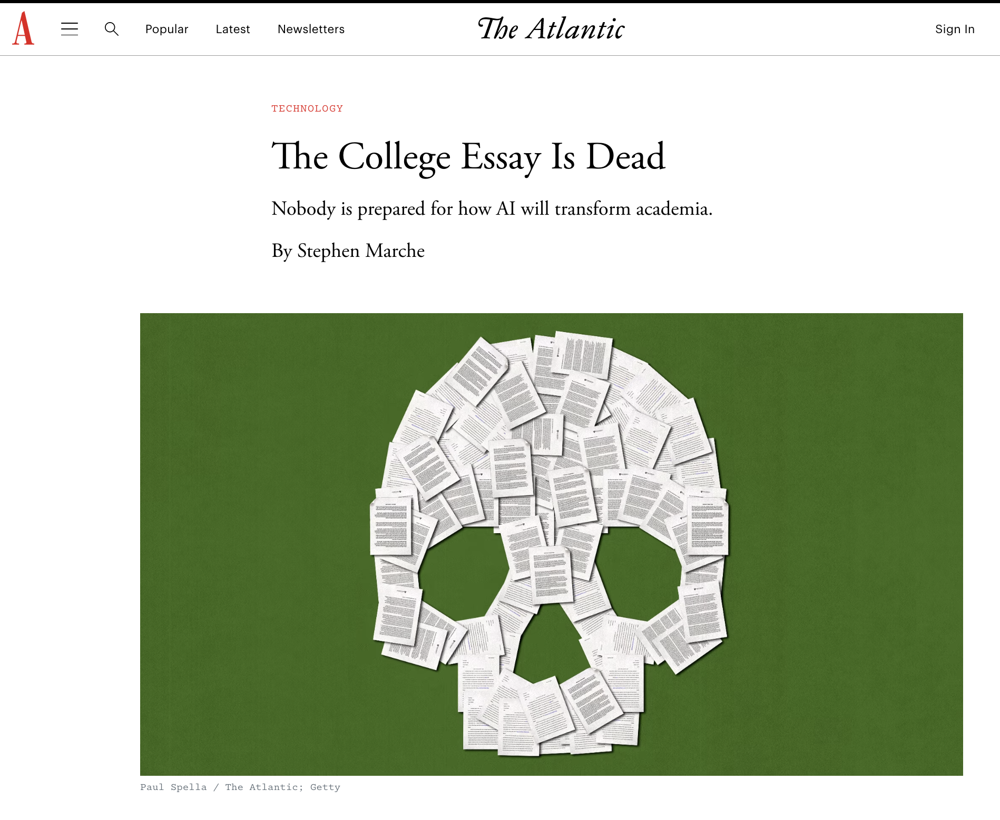 A
Popular
Latest
Newsletters
The Atlantic
Sign In
TECHNOLOGY
The College Essay Is Dead
Nobody is prepared for how AI will transform academia.
By Stephen Marche
Paul Spella / The Atlantic; Getty